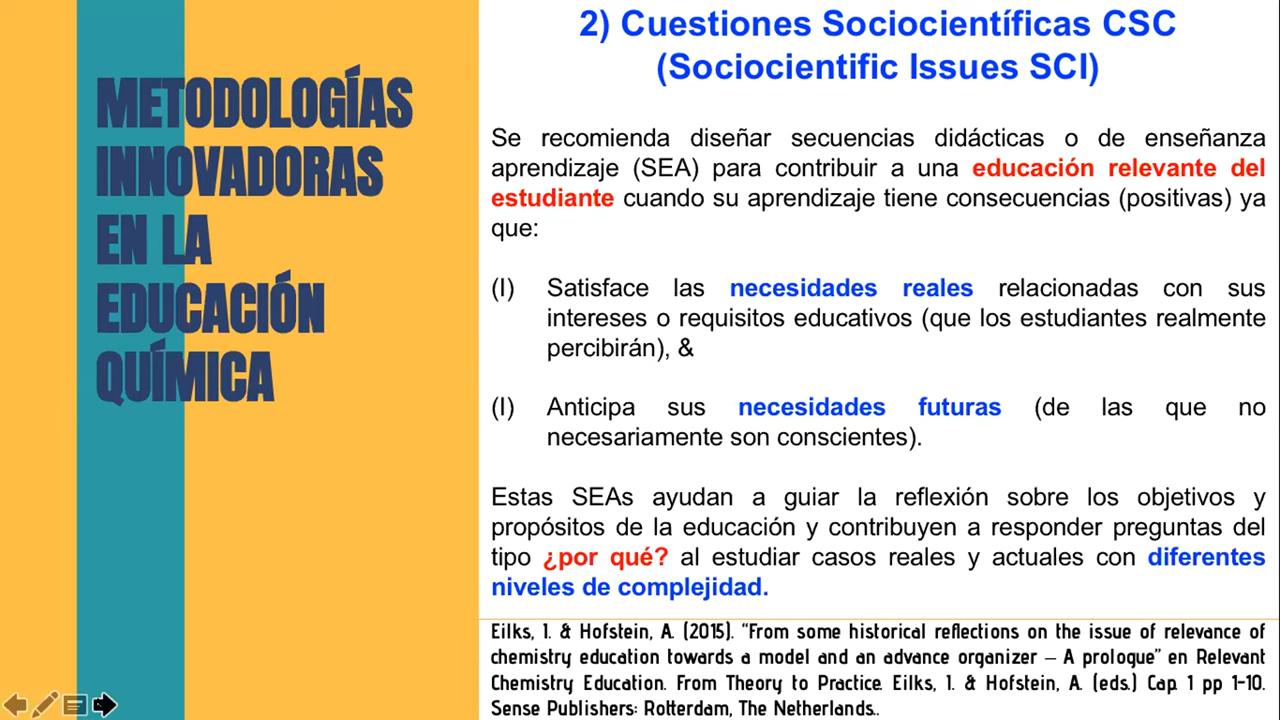 METODOLOGÍAS
INNOVADORAS
EN LA
EDUCACIÓN
QUÍMICA
2) Cuestiones Sociocientíficas CSC
(Sociocientific Issues SCI)
Se recomienda diseñar secuencias didácticas o de enseñanza
aprendizaje (SEA) para contribuir a una educación relevante del
estudiante cuando su aprendizaje tiene consecuencias (positivas) ya
que:
(I) Satisface las necesidades reales relacionadas con sus
intereses o requisitos educativos (que los estudiantes realmente
percibirán), &
(I) Anticipa sus necesidades futuras (de las que no
necesariamente son conscientes).
Estas SEAs ayudan a guiar la reflexión sobre los objetivos y
propósitos de la educación y contribuyen a responder preguntas del
tipo ¿por qué? al estudiar casos reales y actuales con diferentes
niveles de complejidad.
Eilks, I. & Hofstein, A. (2015). “From some historical reflections on the issue of relevance of
chemistry education towards a model and an advance organizer – A prologue” en Relevant
Chemistry Education. From Theory to Practice. Eilks, I. & Hofstein, A. (eds.) Cap. 1 pp 1-10.
Sense Publishers: Rotterdam, The Netherlands..